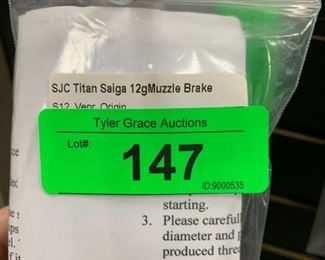 SJC Titan Saiga 12gMuzzle Brake
S12, Vepr, Origin
Tyler Grace Auctions
Lot#:
147
ID:9000535
starting.
3. Please careful
diameter and
produced thre